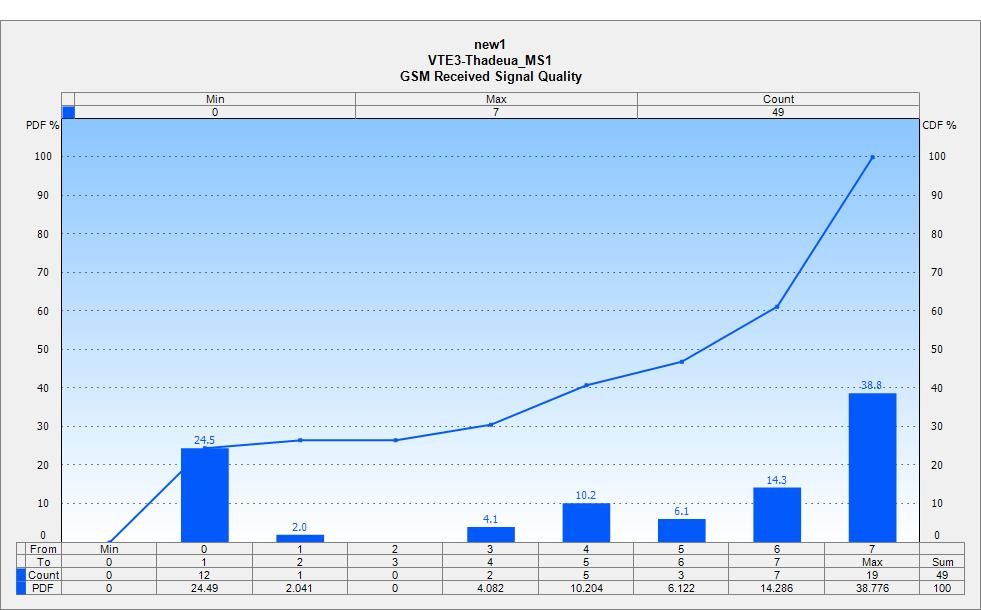 new1
VTE3-Thadeua_MS1
GSM Received Signal Quality
Min Max Count
0 7 49
PDF % CDF %
100 100
90 90
80 80
70 70
60 60
50 50
40 38.8 40
30 30
24.5
20 20
14.3
10 10.2 10
6.1
4.1
2.0
0 0
From Min 0 1 2 3 4 5 6 7
To 0 1 2 3 4 5 6 7 Max Sum
Count 0 12 1 0 2 5 3 7 19 49
PDF 0 24.49 2.041 0 4.082 10.204 6.122 14.286 38.776 100